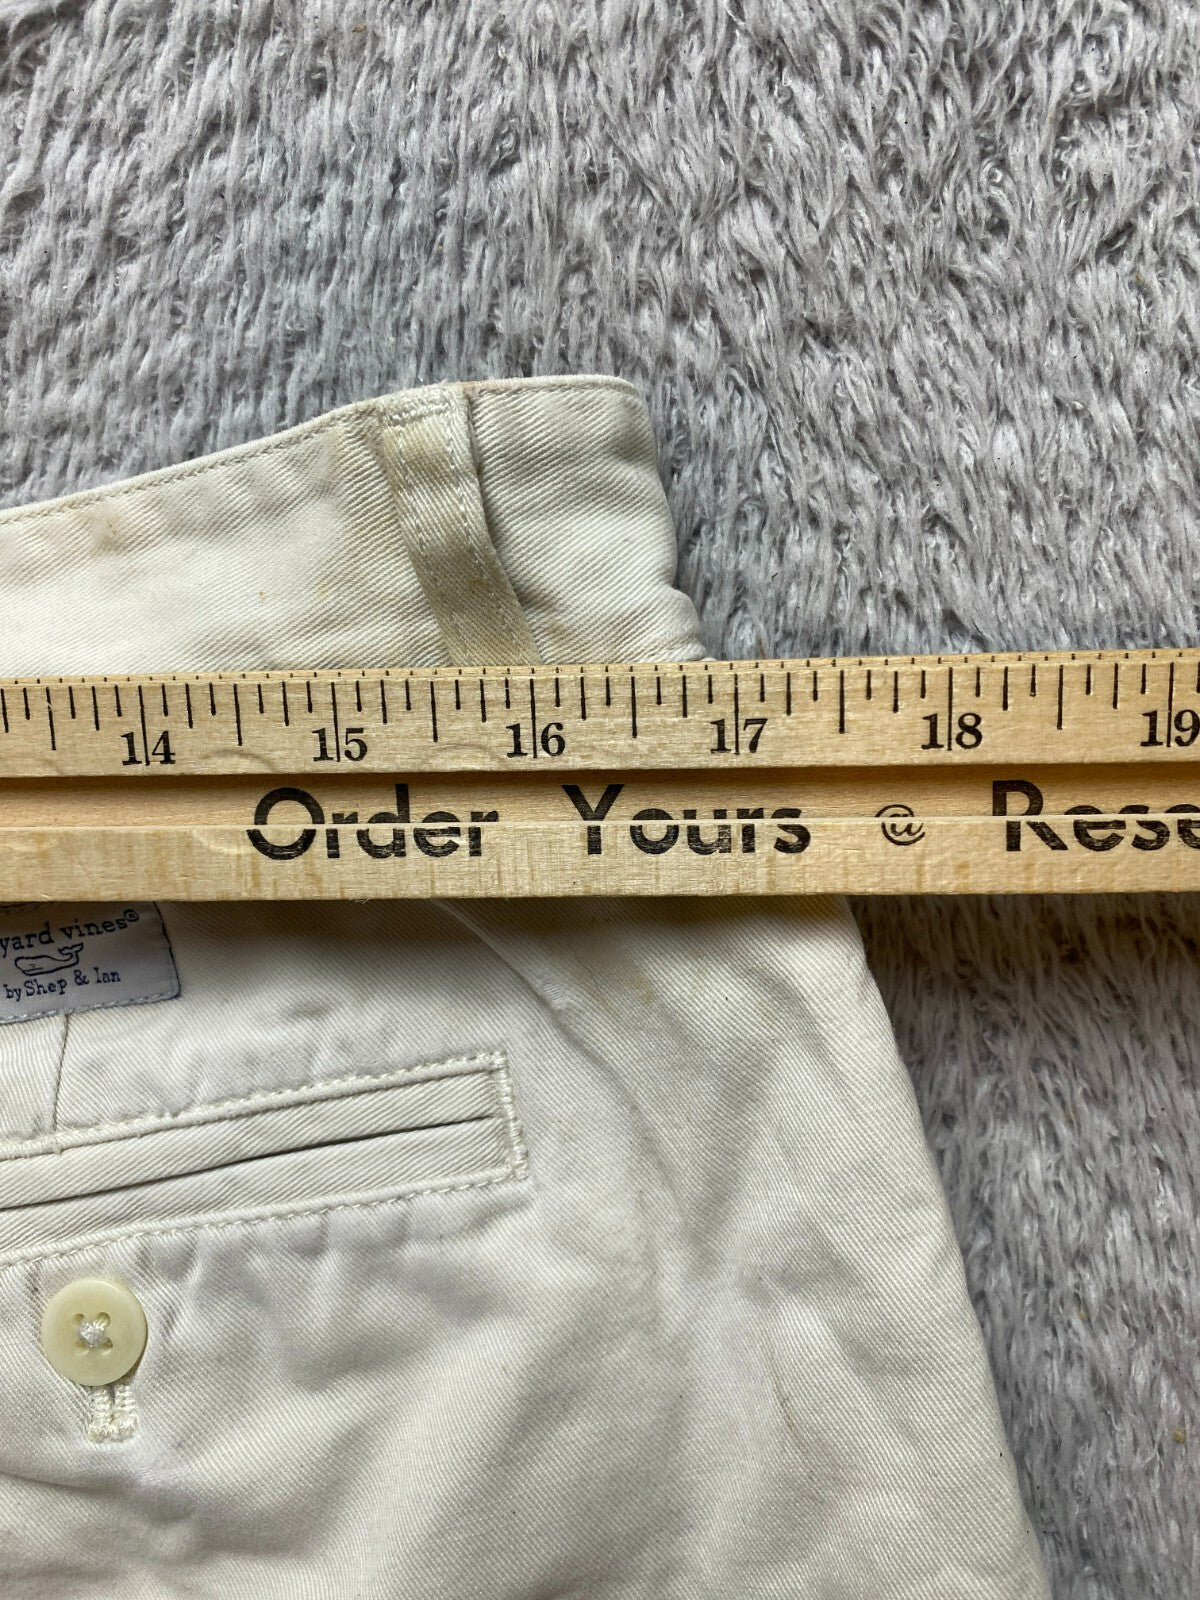 14 15 16 17 18 19
Order Yours @ Rese
yard vines®
by Shep & Ian